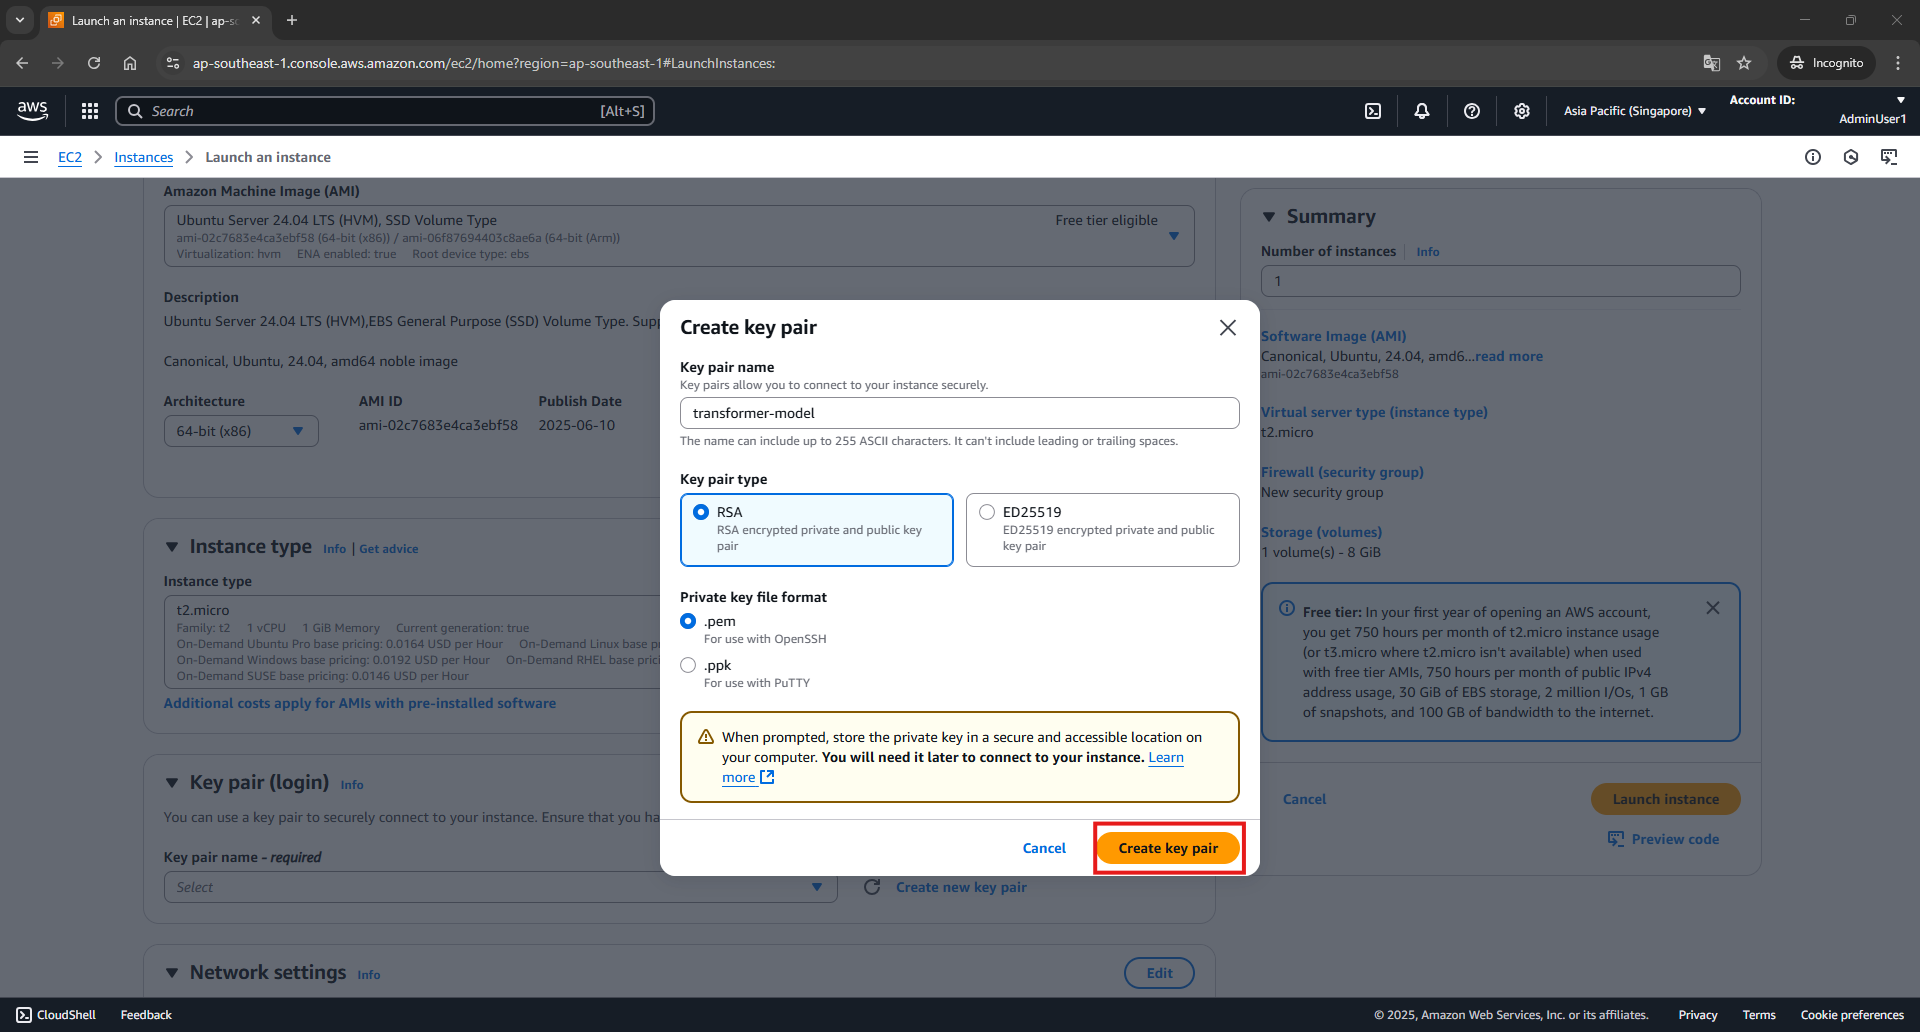 Launch an instance | EC2 | ap-s
ap-southeast-1.console.aws.amazon.com/ec2/home?region=ap-southeast-1#LaunchInstances:
Incognito
aws
Search
[Alt+S]
Asia Pacific (Singapore)
Account ID:
AdminUser1
EC2
Instances
Launch an instance
Amazon Machine Image (AMI)
Ubuntu Server 24.04 LTS (HVM), SSD Volume Type
Free tier eligible
ami-02c7683e4ca3ebf58 (64-bit (x86)) / ami-06f87694403c8ae6a (64-bit (Arm))
Virtualization: hvm ENA enabled: true Root device type: ebs
Description
Ubuntu Server 24.04 LTS (HVM),EBS General Purpose (SSD) Volume Type. Supp
Canonical, Ubuntu, 24.04, amd64 noble image
Architecture
AMI ID
Publish Date
64-bit (x86)
ami-02c7683e4ca3ebf58
2025-06-10
Instance type
Info
Get advice
Instance type
t2.micro
Family: t2 1 vCPU 1 GiB Memory Current generation: true
On-Demand Ubuntu Pro base pricing: 0.0164 USD per Hour On-Demand Linux base p
On-Demand Windows base pricing: 0.0192 USD per Hour On-Demand RHEL base prici
On-Demand SUSE base pricing: 0.0146 USD per Hour
Additional costs apply for AMIs with pre-installed software
Key pair (login)
Info
You can use a key pair to securely connect to your instance. Ensure that you ha
Key pair name - required
Select
Create new key pair
Network settings
Info
Edit
Create key pair
Key pair name
Key pairs allow you to connect to your instance securely.
transformer-model
The name can include up to 255 ASCII characters. It can't include leading or trailing spaces.
Key pair type
RSA
RSA encrypted private and public key
pair
ED25519
ED25519 encrypted private and public
key pair
Private key file format
.pem
For use with OpenSSH
.ppk
For use with PuTTY
When prompted, store the private key in a secure and accessible location on
your computer. You will need it later to connect to your instance. Learn
more
Cancel
Create key pair
Summary
Number of instances
Info
1
Software Image (AMI)
Canonical, Ubuntu, 24.04, amd6...read more
ami-02c7683e4ca3ebf58
Virtual server type (instance type)
t2.micro
Firewall (security group)
New security group
Storage (volumes)
1 volume(s) - 8 GiB
Free tier: In your first year of opening an AWS account,
you get 750 hours per month of t2.micro instance usage
(or t3.micro where t2.micro isn't available) when used
with free tier AMIs, 750 hours per month of public IPv4
address usage, 30 GiB of EBS storage, 2 million I/Os, 1 GB
of snapshots, and 100 GB of bandwidth to the internet.
Cancel
Launch instance
Preview code
CloudShell
Feedback
© 2025, Amazon Web Services, Inc. or its affiliates.
Privacy
Terms
Cookie preferences